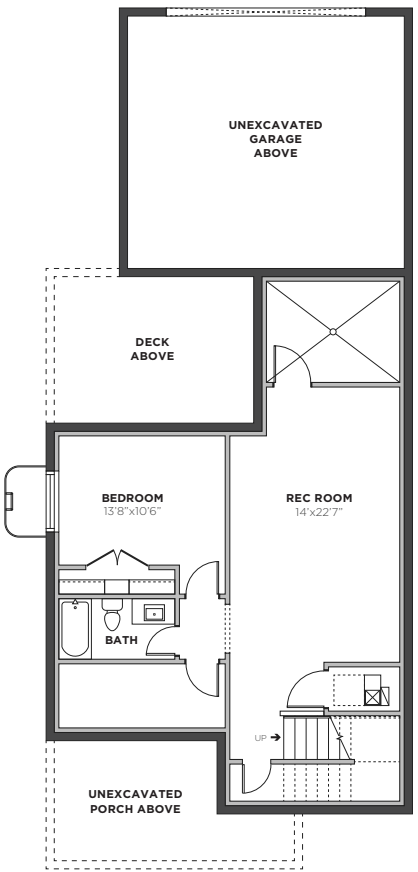 UNEXCAVATED
GARAGE
ABOVE
DECK
ABOVE
BEDROOM
13'8"x10'6"
REC ROOM
14'x22'7"
BATH
UP
UNEXCAVATED
PORCH ABOVE